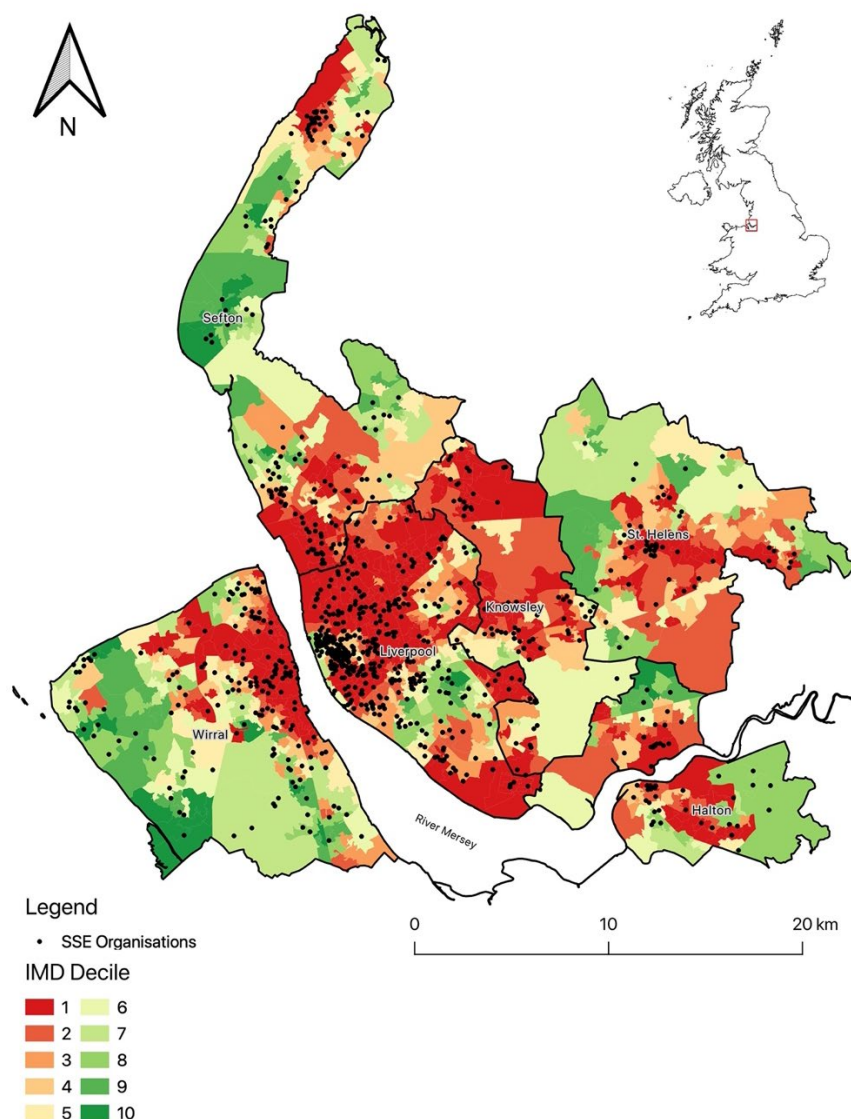 N
Sefton
St. Helens
Knowsley
Liverpool
Wirral
Halton
River Mersey
Legend
SSE Organisations
0 10 20 km
IMD Decile
1 6
2 7
3 8
4 9
5 10